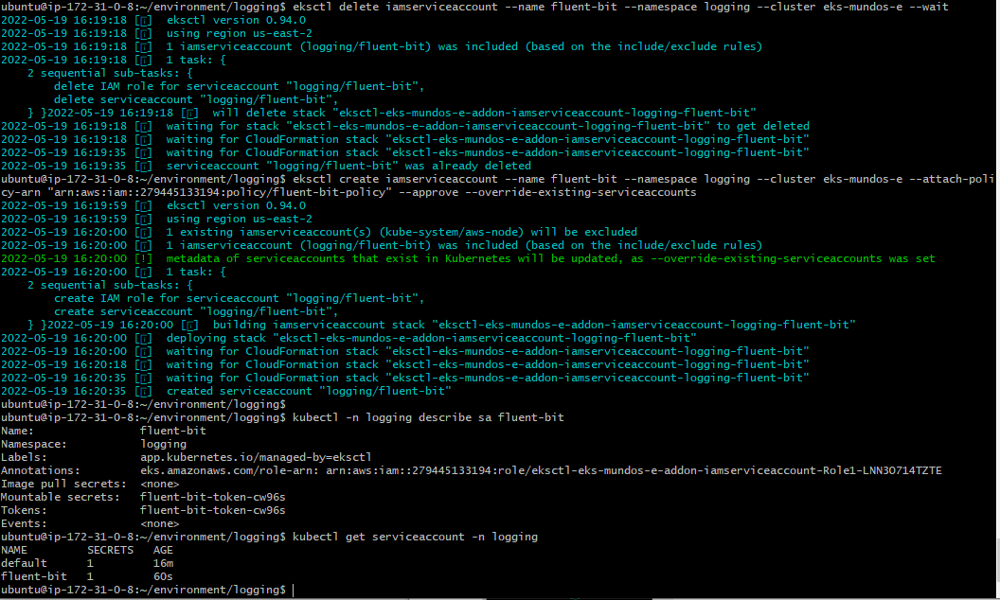 ubuntu@ip-172-31-0-8:~/environment/logging$ eksctl delete iamserviceaccount --name fluent-bit --namespace logging --cluster eks-mundos-e --wait
2022-05-19 16:19:18 [ℹ]  eksctl version 0.94.0
2022-05-19 16:19:18 [ℹ]  using region us-east-2
2022-05-19 16:19:18 [ℹ]  1 iamserviceaccount (logging/fluent-bit) was included (based on the include/exclude rules)
2022-05-19 16:19:18 [ℹ]  1 task: {
    2 sequential sub-tasks: {
        delete IAM role for serviceaccount "logging/fluent-bit",
        delete serviceaccount "logging/fluent-bit",
    } }2022-05-19 16:19:18 [ℹ]  will delete stack "eksctl-eks-mundos-e-addon-iamserviceaccount-logging-fluent-bit"
2022-05-19 16:19:18 [ℹ]  waiting for stack "eksctl-eks-mundos-e-addon-iamserviceaccount-logging-fluent-bit" to get deleted
2022-05-19 16:19:18 [ℹ]  waiting for CloudFormation stack "eksctl-eks-mundos-e-addon-iamserviceaccount-logging-fluent-bit"
2022-05-19 16:19:35 [ℹ]  waiting for CloudFormation stack "eksctl-eks-mundos-e-addon-iamserviceaccount-logging-fluent-bit"
2022-05-19 16:19:35 [ℹ]  serviceaccount "logging/fluent-bit" was already deleted
ubuntu@ip-172-31-0-8:~/environment/logging$ eksctl create iamserviceaccount --name fluent-bit --namespace logging --cluster eks-mundos-e --attach-poli
cy-arn "arn:aws:iam::279445133194:policy/fluent-bit-policy" --approve --override-existing-serviceaccounts
2022-05-19 16:19:59 [ℹ]  eksctl version 0.94.0
2022-05-19 16:19:59 [ℹ]  using region us-east-2
2022-05-19 16:20:00 [ℹ]  1 existing iamserviceaccount(s) (kube-system/aws-node) will be excluded
2022-05-19 16:20:00 [ℹ]  1 iamserviceaccount (logging/fluent-bit) was included (based on the include/exclude rules)
2022-05-19 16:20:00 [!]  metadata of serviceaccounts that exist in Kubernetes will be updated, as --override-existing-serviceaccounts was set
2022-05-19 16:20:00 [ℹ]  1 task: {
    2 sequential sub-tasks: {
        create IAM role for serviceaccount "logging/fluent-bit",
        create serviceaccount "logging/fluent-bit",
    } }2022-05-19 16:20:00 [ℹ]  building iamserviceaccount stack "eksctl-eks-mundos-e-addon-iamserviceaccount-logging-fluent-bit"
2022-05-19 16:20:00 [ℹ]  deploying stack "eksctl-eks-mundos-e-addon-iamserviceaccount-logging-fluent-bit"
2022-05-19 16:20:00 [ℹ]  waiting for CloudFormation stack "eksctl-eks-mundos-e-addon-iamserviceaccount-logging-fluent-bit"
2022-05-19 16:20:18 [ℹ]  waiting for CloudFormation stack "eksctl-eks-mundos-e-addon-iamserviceaccount-logging-fluent-bit"
2022-05-19 16:20:35 [ℹ]  waiting for CloudFormation stack "eksctl-eks-mundos-e-addon-iamserviceaccount-logging-fluent-bit"
2022-05-19 16:20:35 [ℹ]  created serviceaccount "logging/fluent-bit"
ubuntu@ip-172-31-0-8:~/environment/logging$
ubuntu@ip-172-31-0-8:~/environment/logging$ kubectl -n logging describe sa fluent-bit
Name:                fluent-bit
Namespace:           logging
Labels:              app.kubernetes.io/managed-by=eksctl
Annotations:         eks.amazonaws.com/role-arn: arn:aws:iam::279445133194:role/eksctl-eks-mundos-e-addon-iamserviceaccount-Role1-LNN3O714TZTE
Image pull secrets:  <none>
Mountable secrets:   fluent-bit-token-cw96s
Tokens:              fluent-bit-token-cw96s
Events:              <none>
ubuntu@ip-172-31-0-8:~/environment/logging$ kubectl get serviceaccount -n logging
NAME         SECRETS   AGE
default      1         16m
fluent-bit   1         60s
ubuntu@ip-172-31-0-8:~/environment/logging$